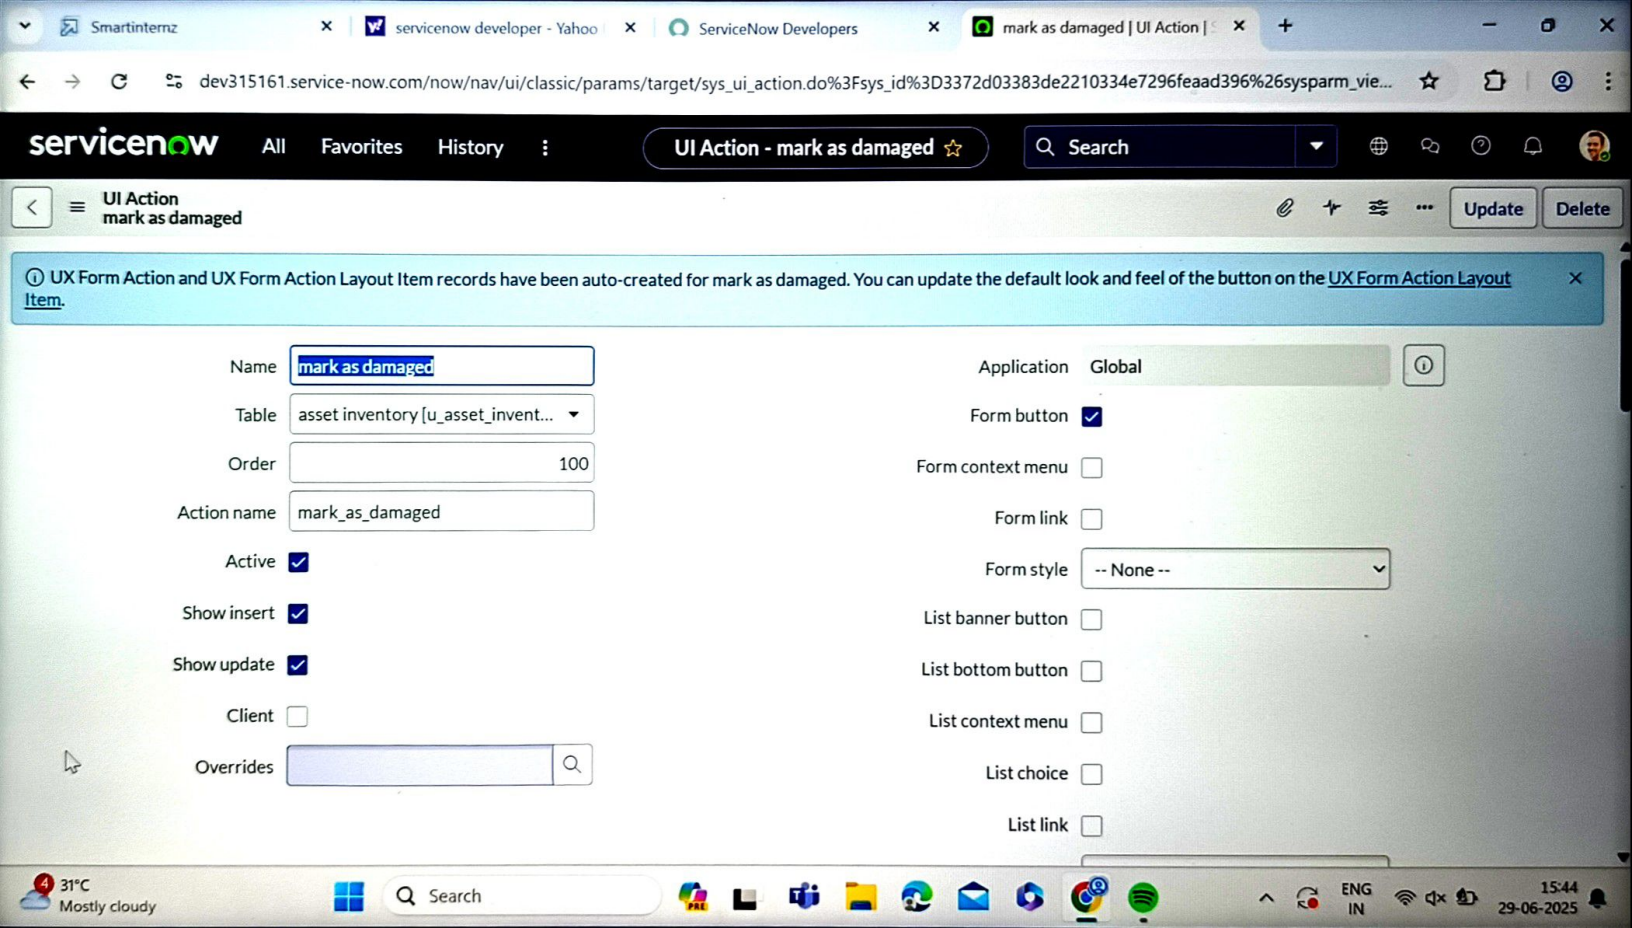 Smartinternz
servicenow developer - Yahoo
ServiceNow Developers
mark as damaged | UI Action |
dev315161.service-now.com/now/nav/ui/classic/params/target/sys_ui_action.do%3Fsys_id%3D3372d03383de2210334e7296feaad396%26sysparm_vie...
servicenow
All
Favorites
History
UI Action - mark as damaged
Search
UI Action
mark as damaged
Update
Delete
UX Form Action and UX Form Action Layout Item records have been auto-created for mark as damaged. You can update the default look and feel of the button on the UX Form Action Layout
Item.
Name mark as damaged
Application Global
Table asset inventory [u_asset_invent...
Form button
Order 100
Form context menu
Action name mark_as_damaged
Form link
Active
Form style -- None --
Show insert
List banner button
Show update
List bottom button
Client
List context menu
Overrides
List choice
List link
4
31°C
Mostly cloudy
Search
PRE
ENG
IN
15:44
29-06-2025